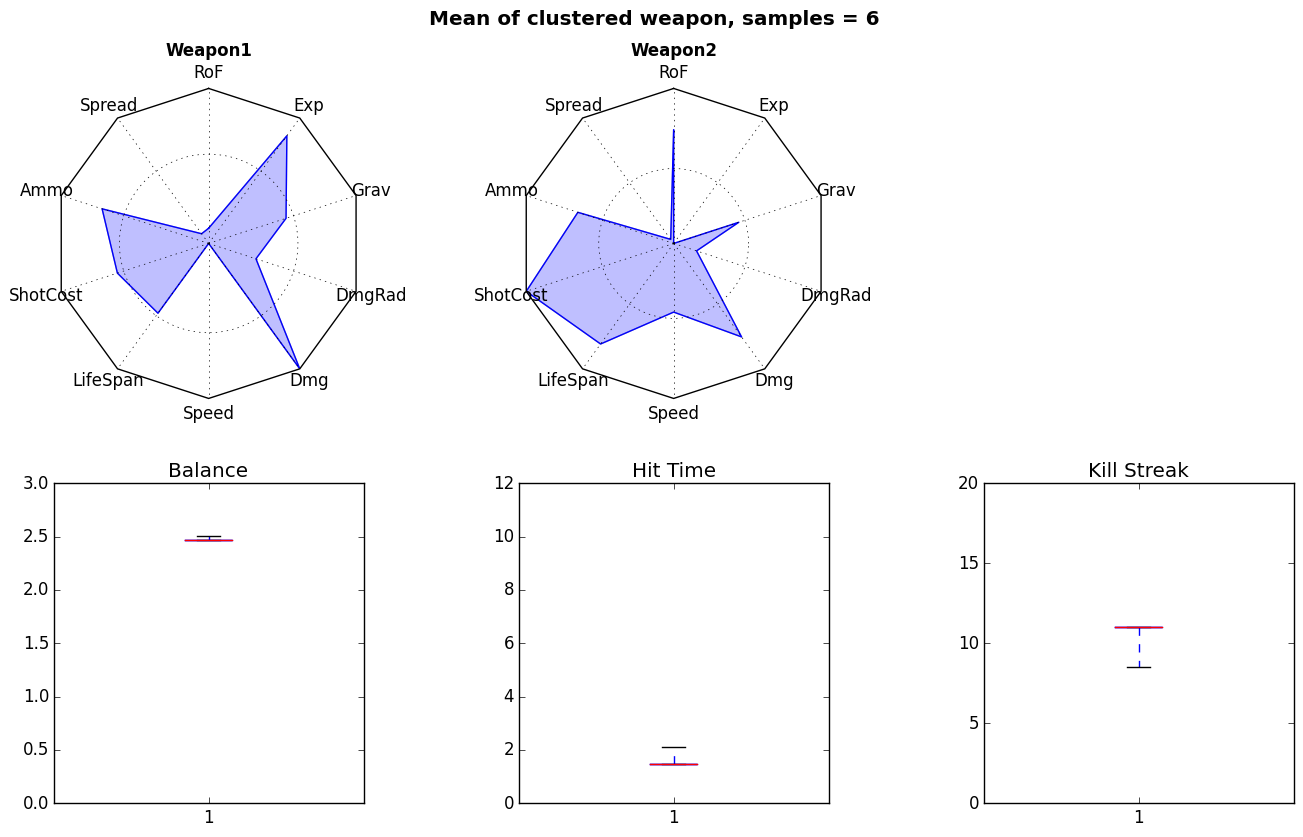 Mean of clustered weapon, samples = 6
Weapon1
RoF
Exp
Spread
Grav
Ammo
DmgRad
ShotCost
Dmg
LifeSpan
Speed
Weapon2
RoF
Exp
Spread
Grav
Ammo
DmgRad
ShotCost
Dmg
LifeSpan
Speed
Balance
3.0
2.5
2.0
1.5
1.0
0.5
0.0
1
Hit Time
12
10
8
6
4
2
0
1
Kill Streak
20
15
10
5
0
1